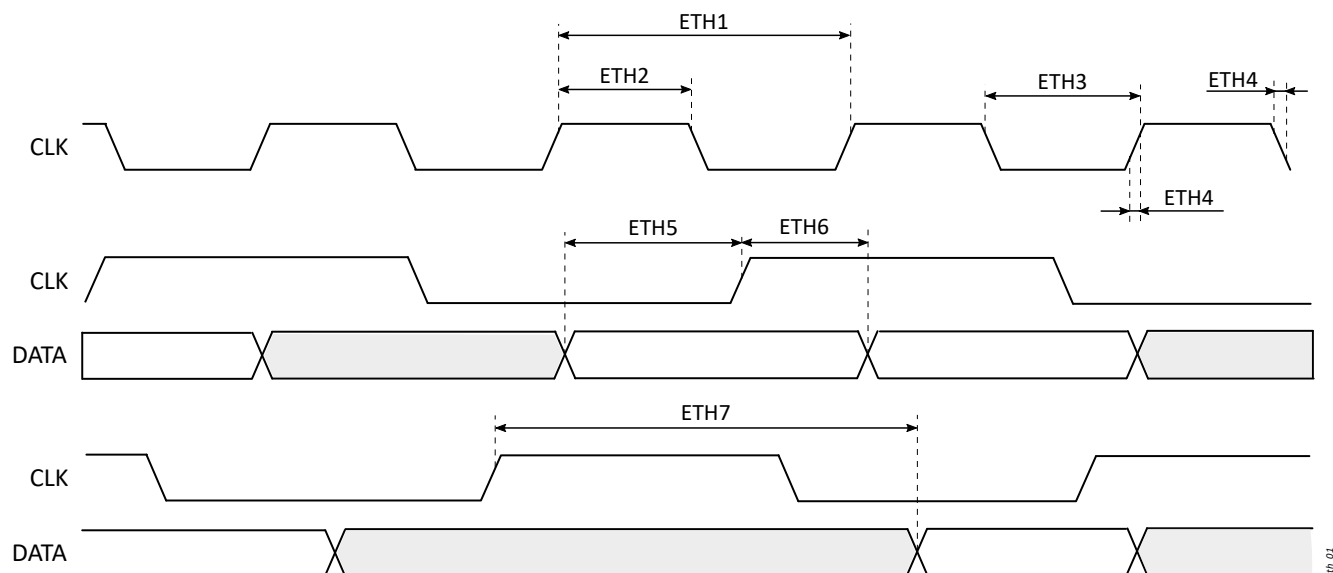 ETH1
ETH2
ETH3
ETH4
CLK
ETH4
ETH5
ETH6
CLK
DATA
ETH7
CLK
DATA